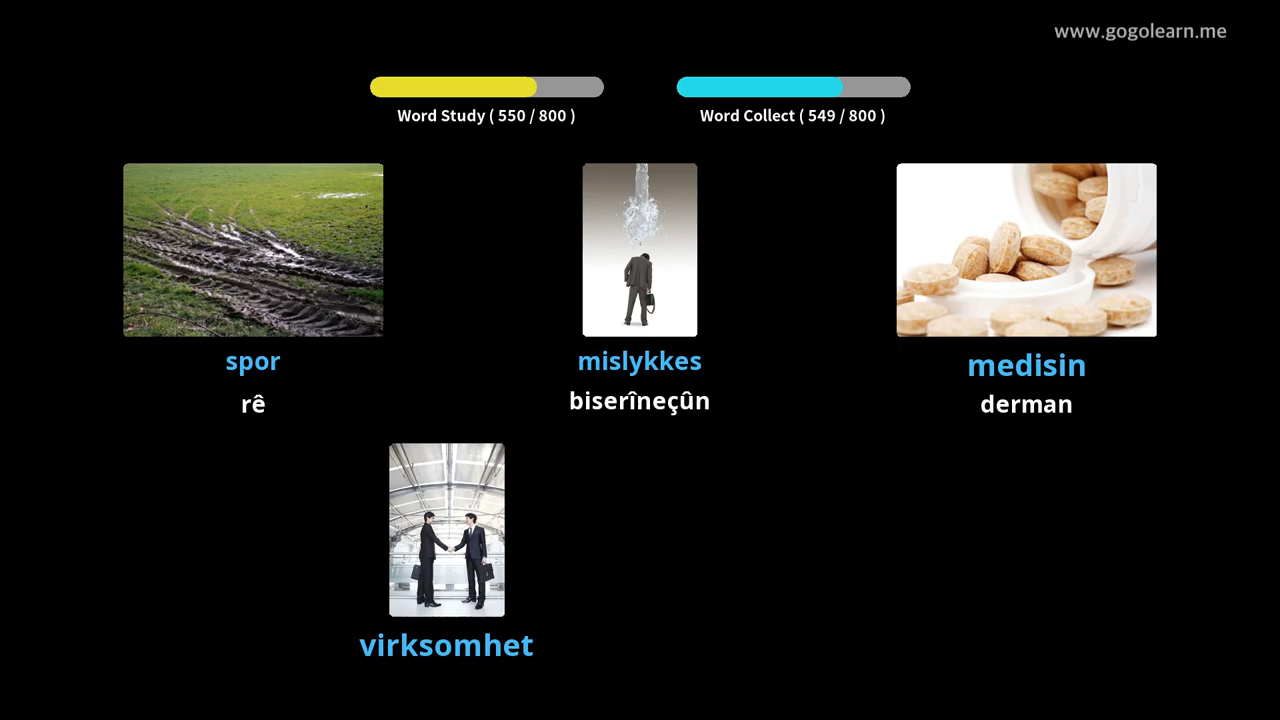 www.gogolearn.me
Word Study ( 550 / 800 )
Word Collect ( 549 / 800 )
spor
mislykkes
medisin
rê
biserîneçûn
derman
virksomhet